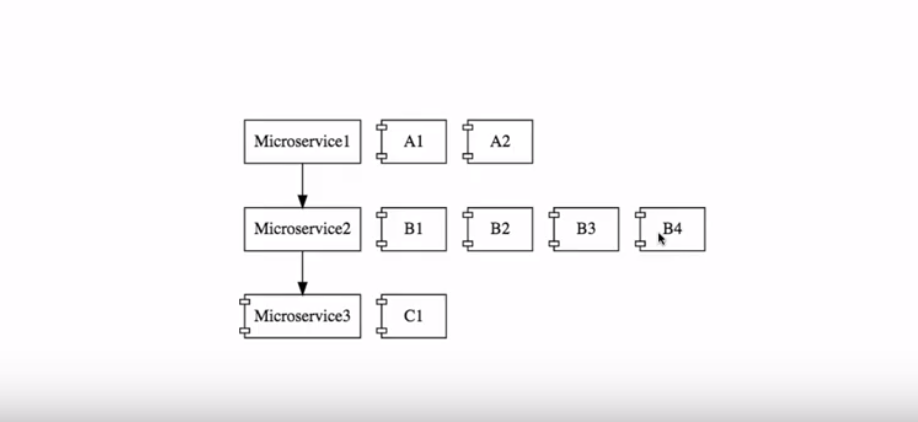 Microservice1 A1 A2
Microservice2 B1 B2 B3 B4
Microservice3 C1